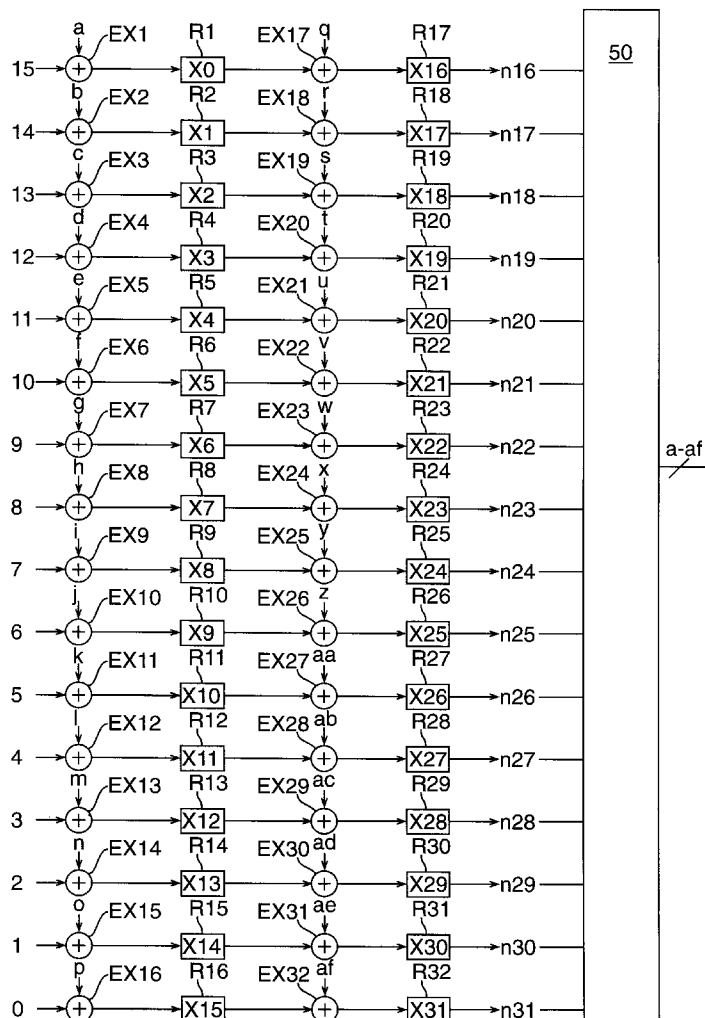 a EX1 R1 EX17 q R17 50
15 + X0 + X16 n16
b EX2 R2 EX18 r R18
14 + X1 + X17 n17
c EX3 R3 EX19 s R19
13 + X2 + X18 n18
d EX4 R4 EX20 t R20
12 + X3 + X19 n19
e EX5 R5 EX21 u R21
11 + X4 + X20 n20
f EX6 R6 EX22 v R22
10 + X5 + X21 n21
g EX7 R7 EX23 w R23
9 + X6 + X22 n22 a-af
h EX8 R8 EX24 x R24
8 + X7 + X23 n23
i EX9 R9 EX25 y R25
7 + X8 + X24 n24
j EX10 R10 EX26 z R26
6 + X9 + X25 n25
k EX11 R11 EX27 aa R27
5 + X10 + X26 n26
l EX12 R12 EX28 ab R28
4 + X11 + X27 n27
m EX13 R13 EX29 ac R29
3 + X12 + X28 n28
n EX14 R14 EX30 ad R30
2 + X13 + X29 n29
o EX15 R15 EX31 ae R31
1 + X14 + X30 n30
p EX16 R16 EX32 af R32
0 + X15 + X31 n31